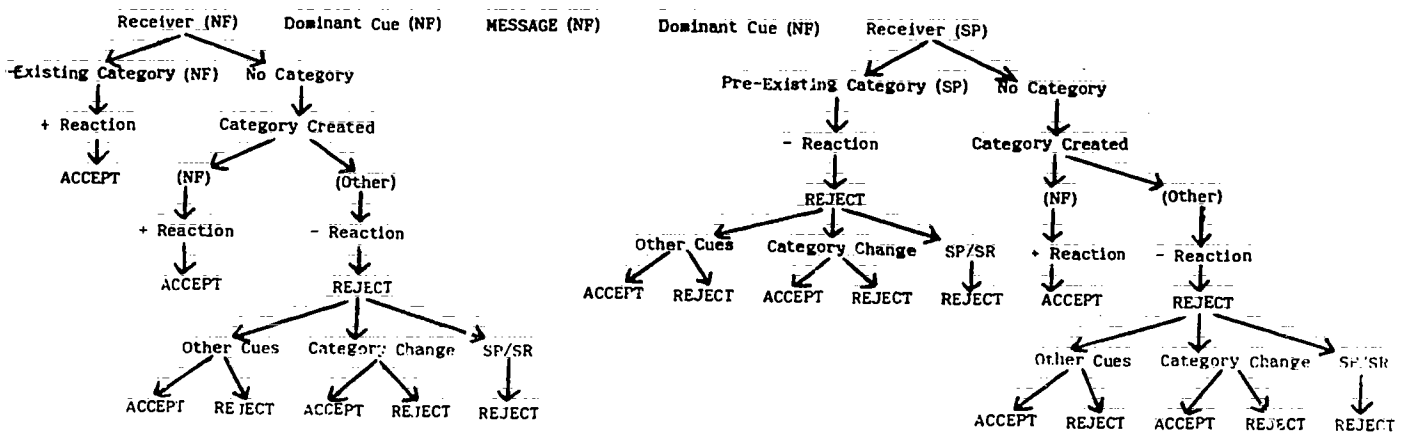 Receiver (NF) Dominant Cue (NF) MESSAGE (NF) Dominant Cue (NF) Receiver (SP)
-Existing Category (NF) No Category
+ Reaction Category Created
ACCEPT (NF) (Other)
+ Reaction - Reaction
ACCEPT REJECT
Other Cues Category Change SP/SR
ACCEPT REJECT ACCEPT REJECT REJECT
Pre-Existing Category (SP) No Category
- Reaction Category Created
REJECT (NF) (Other)
Other Cues Category Change SP/SR + Reaction - Reaction
ACCEPT REJECT ACCEPT REJECT REJECT ACCEPT REJECT
Other Cues Category Change SP/SR
ACCEPT REJECT ACCEPT REJECT REJECT